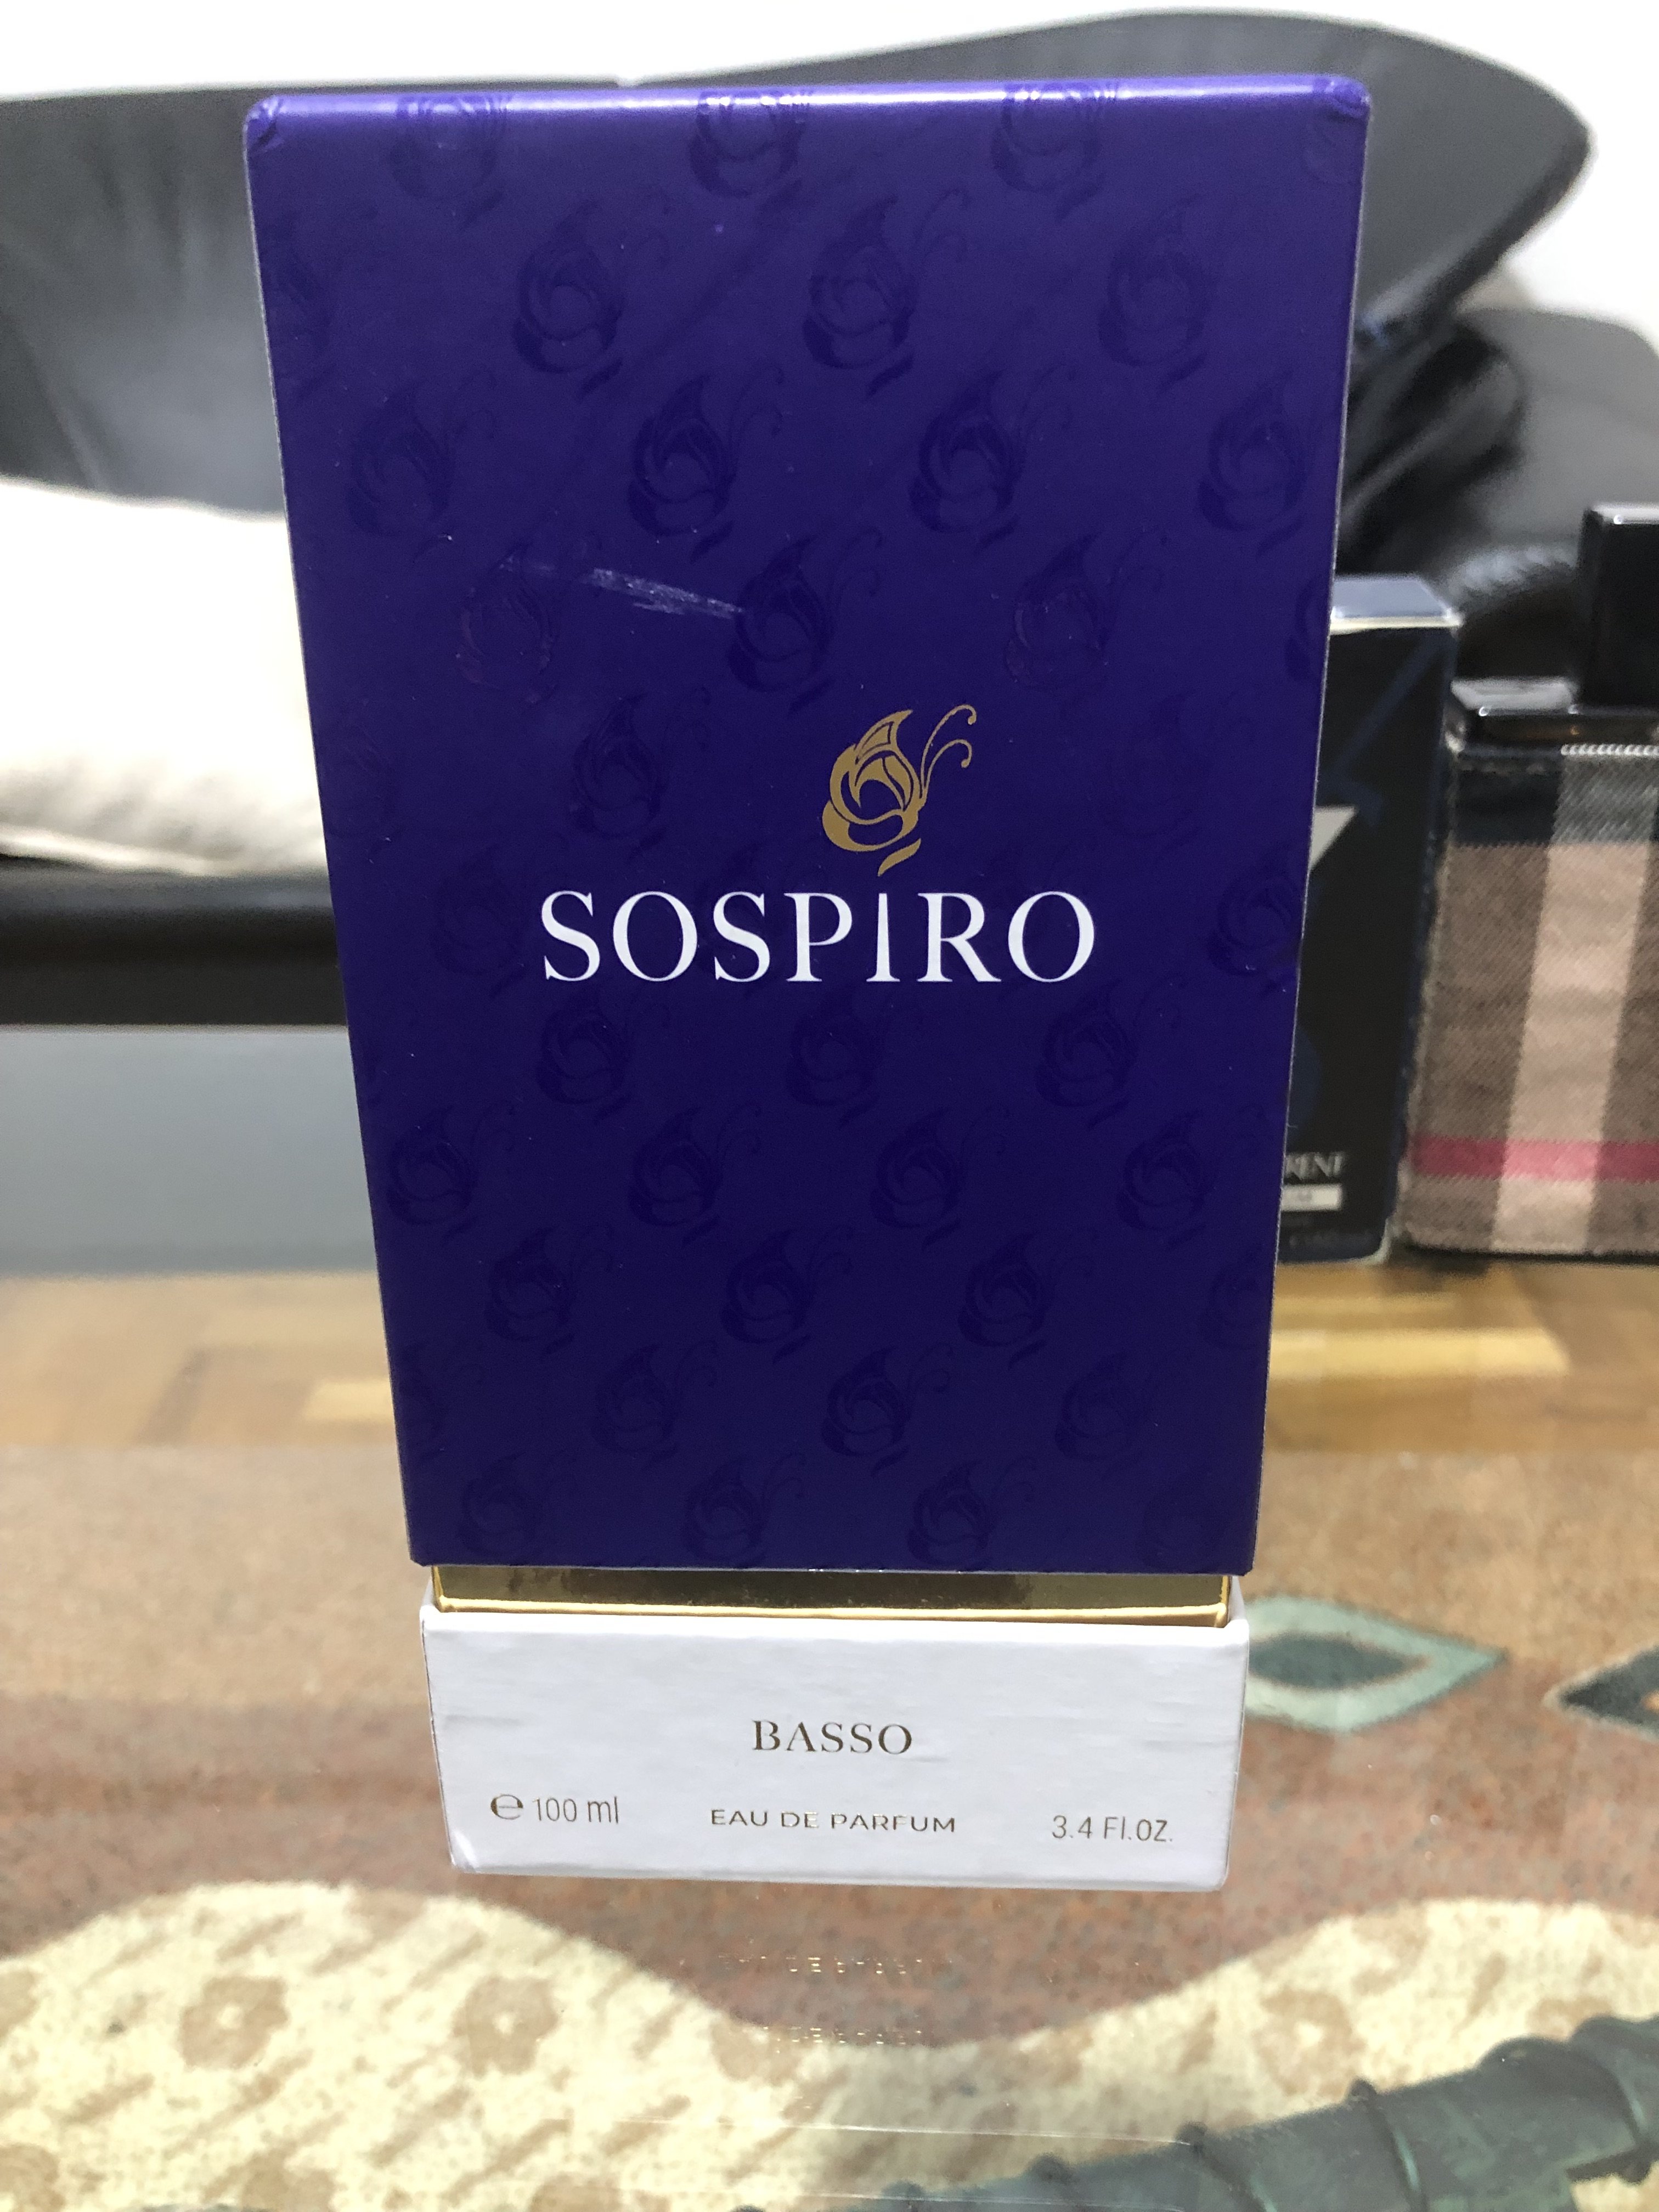 SOSPIRO
BASSO
℮ 100 ml EAU DE PARFUM 3.4 Fl.OZ.